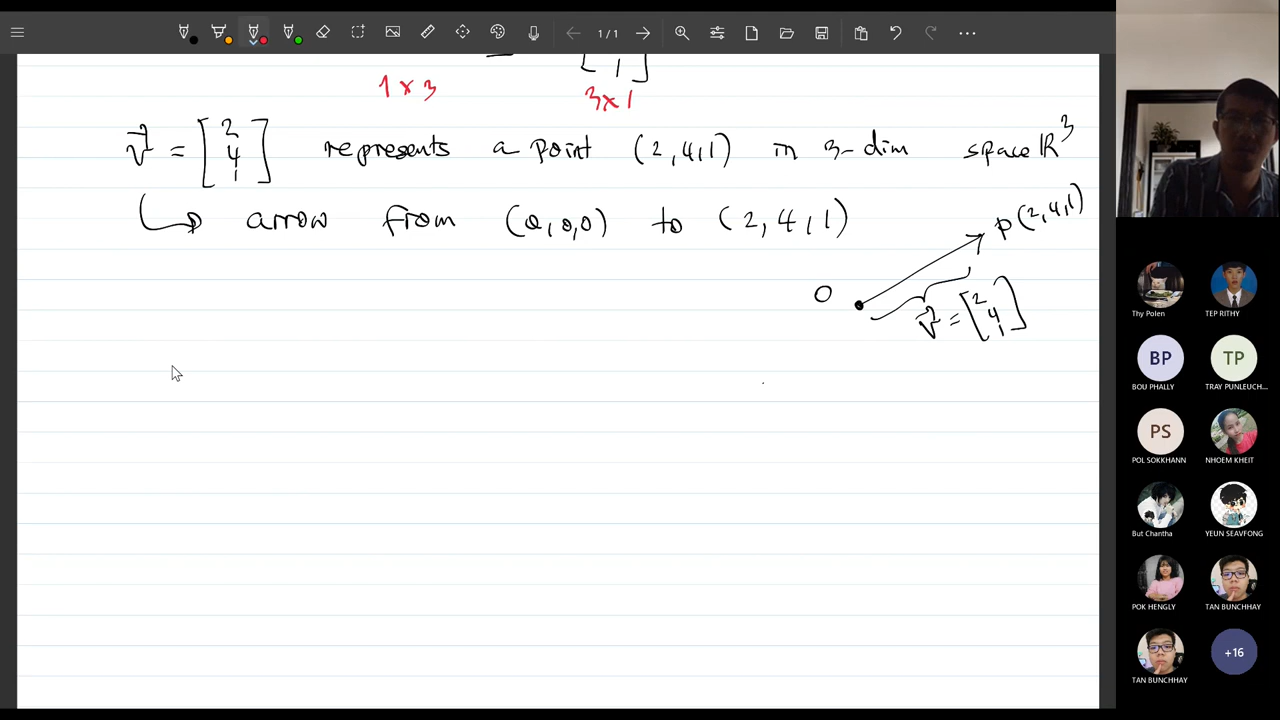 1/1
1
1 x 3
3x1
v⃗ = [2 4 1] represents a point (2,4,1) in 3-dim space ℝ³
↳ arrow from (0,0,0) to (2,4,1)
p(2,4,1)
O
v⃗ = [2 4 1]
Thy Polen
TEP RITHY
BP
TP
BOU PHALLY
TRAY PUNLEUCH...
PS
POL SOKKHANN
NHOEM KHEIT
But Chantha
YEUN SEAVFONG
POK HENGLY
TAN BUNCHHAY
+16
TAN BUNCHHAY